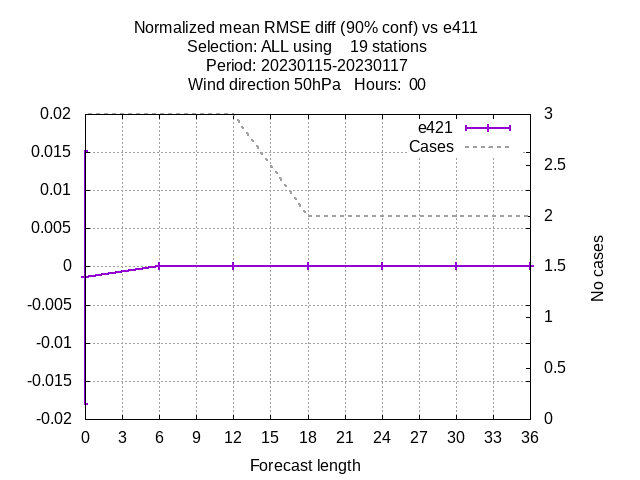 Normalized mean RMSE diff (90% conf) vs e411
Selection: ALL using    19 stations
Period: 20230115-20230117
Wind direction 50hPa   Hours:  00
e421
Cases
0.02
0.015
0.01
0.005
0
-0.005
-0.01
-0.015
-0.02
3
2.5
2
1.5
1
0.5
0
No cases
0 3 6 9 12 15 18 21 24 27 30 33 36
Forecast length